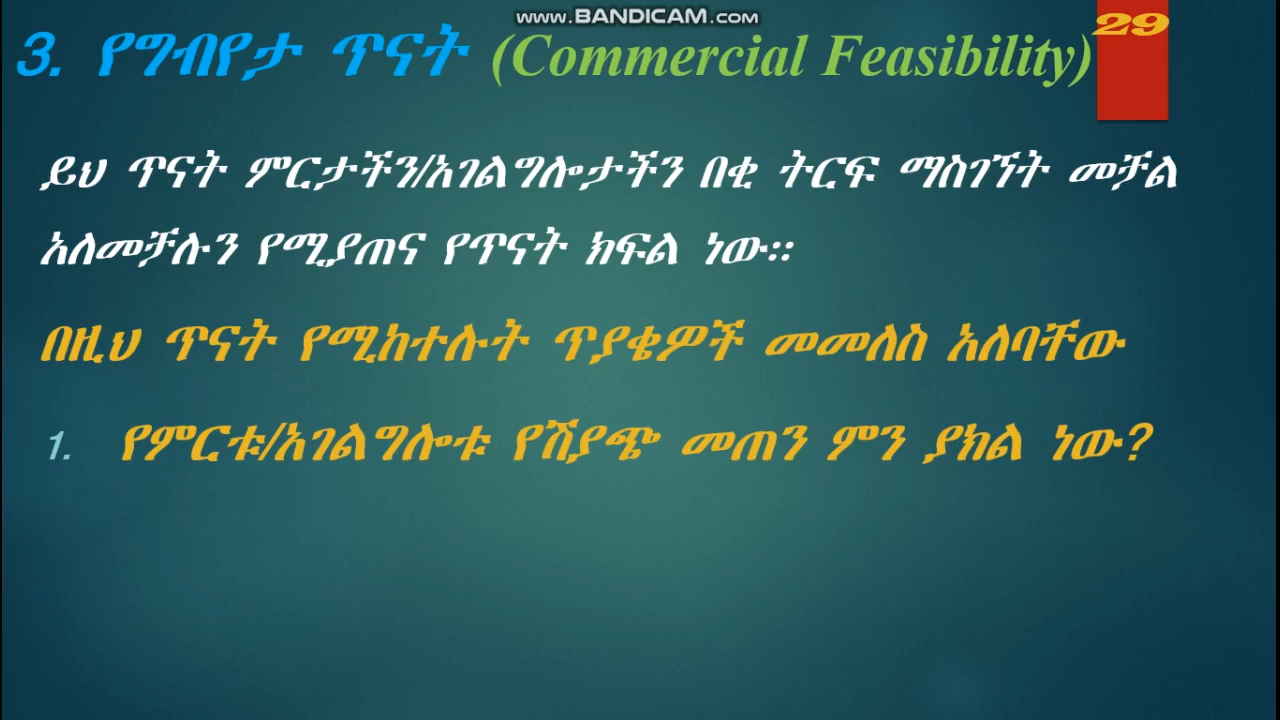 www.BANDICAM.com
29
3. የግብየታ ጥናት (Commercial Feasibility)
ይህ ጥናት ምርታችን/አገልግሎታችን በቂ ትርፍ ማስገኘት መቻል
አለመቻሉን የሚያጠና የጥናት ክፍል ነው፡፡
በዚህ ጥናት የሚከተሉት ጥያቄዎች መመለስ አለባቸው
1. የምርቱ/አገልግሎቱ የሽያጭ መጠን ምን ያክል ነው?